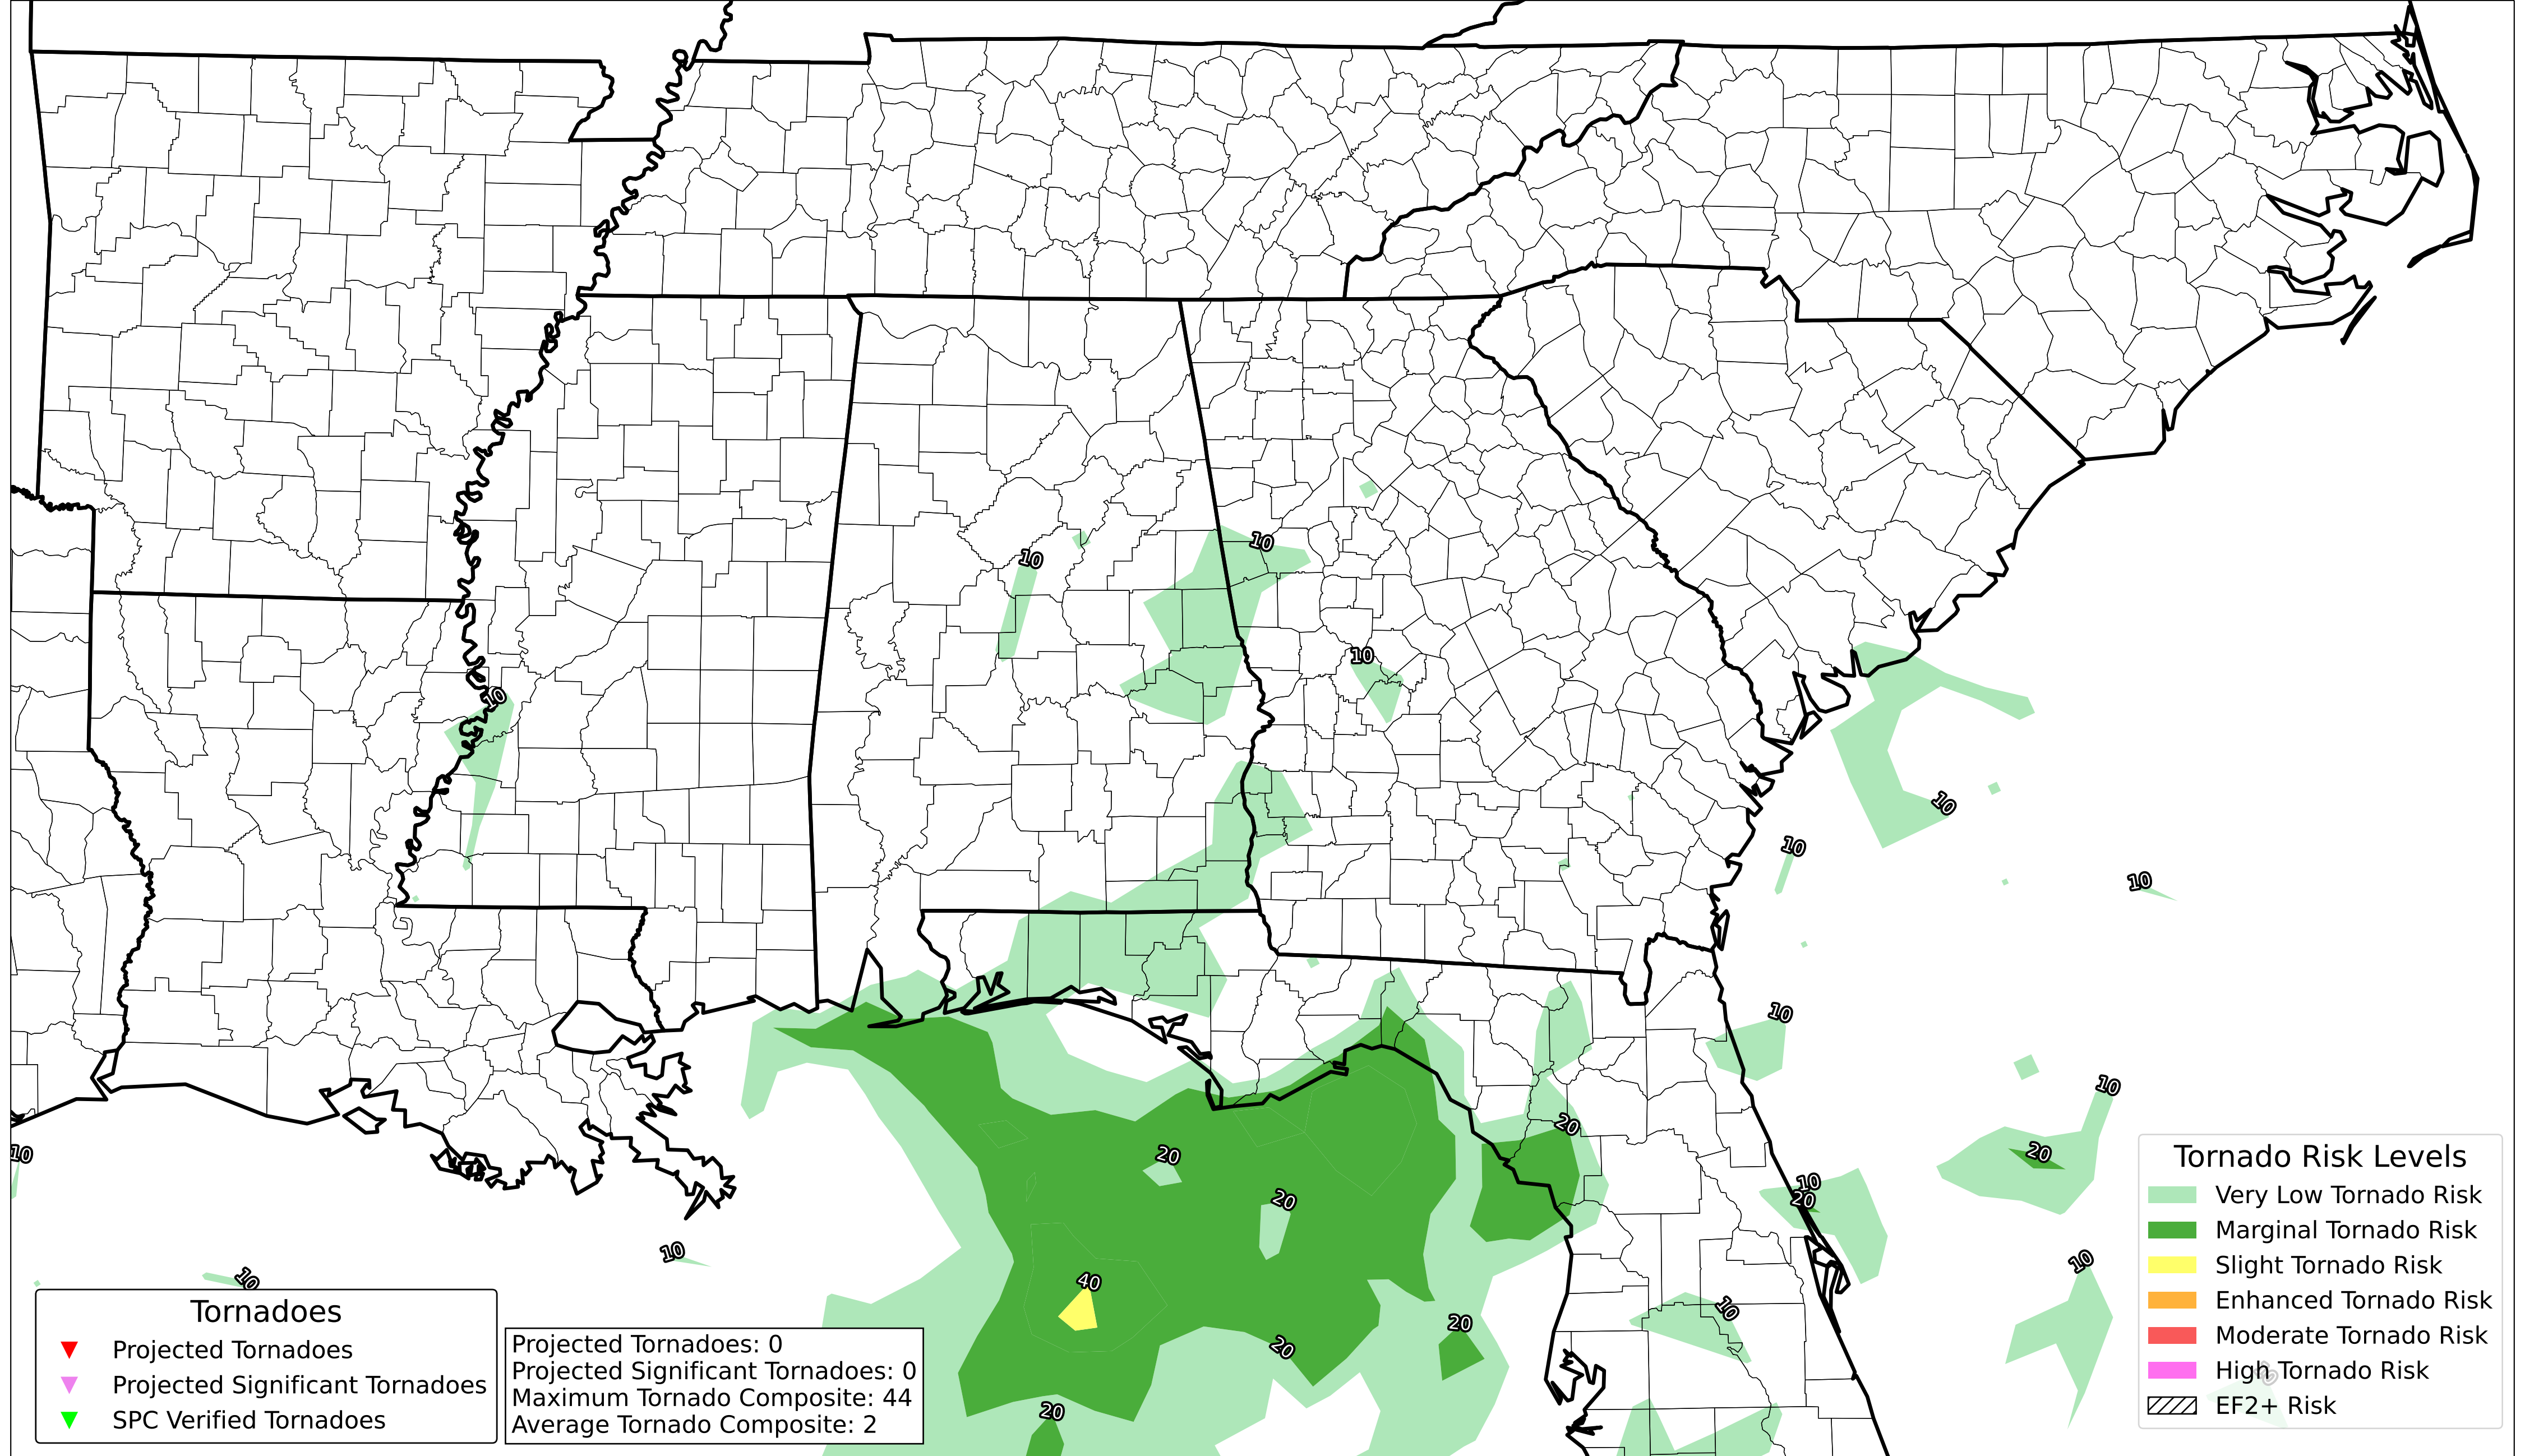 10
10
10
10
10
10
10
10
20
10
20
20
20
10
20
10
10
10
10
40
10
20
20
20
Tornado Risk Levels
Very Low Tornado Risk
Marginal Tornado Risk
Slight Tornado Risk
Enhanced Tornado Risk
Moderate Tornado Risk
High Tornado Risk
EF2+ Risk
Tornadoes
Projected Tornadoes
Projected Significant Tornadoes
SPC Verified Tornadoes
Projected Tornadoes: 0
Projected Significant Tornadoes: 0
Maximum Tornado Composite: 44
Average Tornado Composite: 2